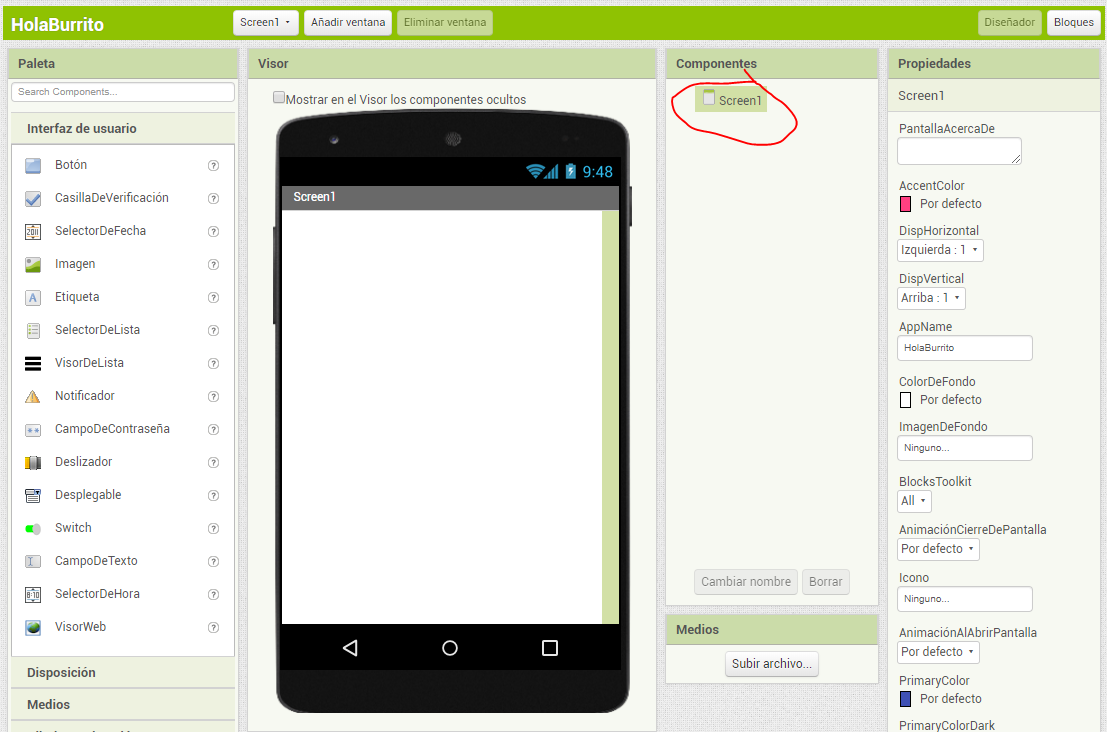 HolaBurrito
Screen1
Añadir ventana
Eliminar ventana
Diseñador
Bloques
Paleta
Search Components...
Interfaz de usuario
Botón
?
CasillaDeVerificación
?
SelectorDeFecha
?
Imagen
?
Etiqueta
?
SelectorDeLista
?
VisorDeLista
?
Notificador
?
CampoDeContraseña
?
Deslizador
?
Desplegable
?
Switch
?
CampoDeTexto
?
SelectorDeHora
?
VisorWeb
?
Disposición
Medios
Visor
Mostrar en el Visor los componentes ocultos
9:48
Screen1
Componentes
Screen1
Cambiar nombre
Borrar
Medios
Subir archivo...
Propiedades
Screen1
PantallaAcercaDe
AccentColor
Por defecto
DispHorizontal
Izquierda : 1
DispVertical
Arriba : 1
AppName
HolaBurrito
ColorDeFondo
Por defecto
ImagenDeFondo
Ninguno...
BlocksToolkit
All
AnimaciónCierreDePantalla
Por defecto
Icono
Ninguno...
AnimaciónAlAbrirPantalla
Por defecto
PrimaryColor
Por defecto
PrimaryColorDark